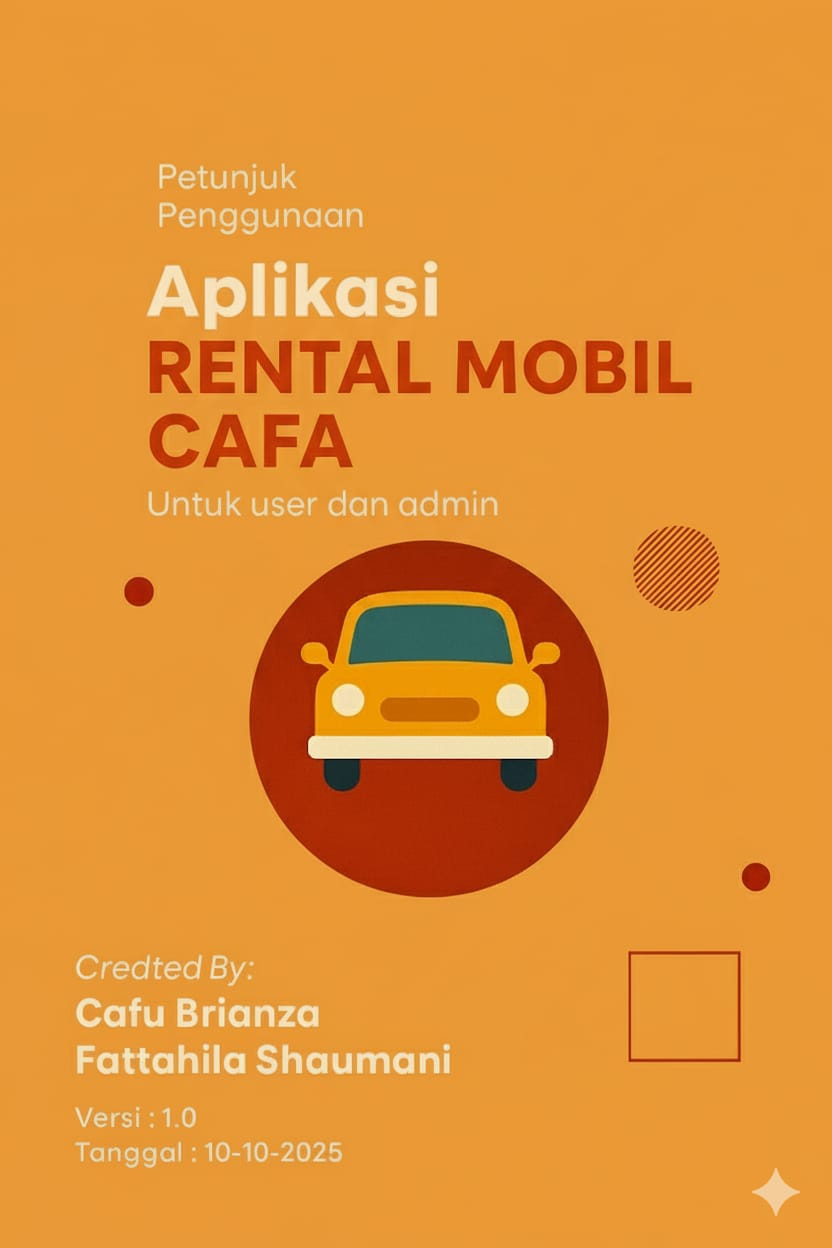 Petunjuk
Penggunaan
Aplikasi
RENTAL MOBIL
CAFA
Untuk user dan admin
Credted By:
Cafu Brianza
Fattahila Shaumani
Versi : 1.0
Tanggal : 10-10-2025